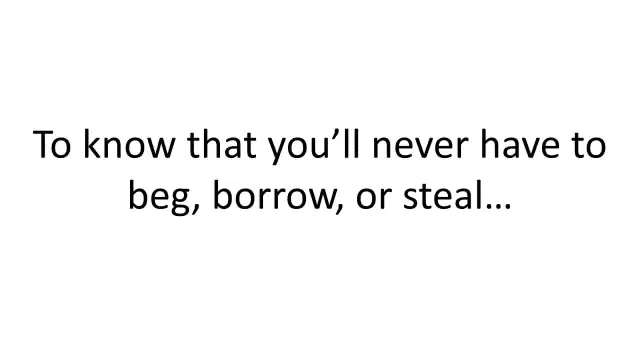 To know that you’ll never have to
beg, borrow, or steal…